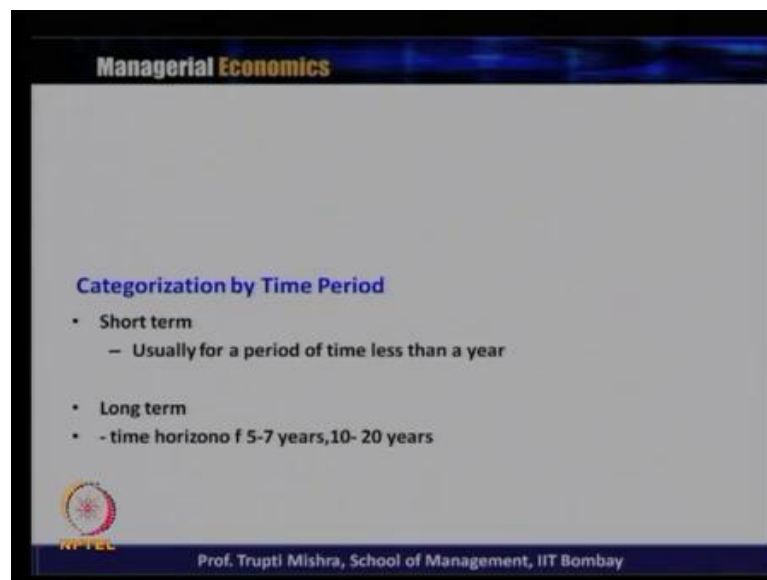 Managerial Economics
Categorization by Time Period
• Short term
– Usually for a period of time less than a year
• Long term
• - time horizono f 5-7 years,10- 20 years
NPTEL
Prof. Trupti Mishra, School of Management, IIT Bombay